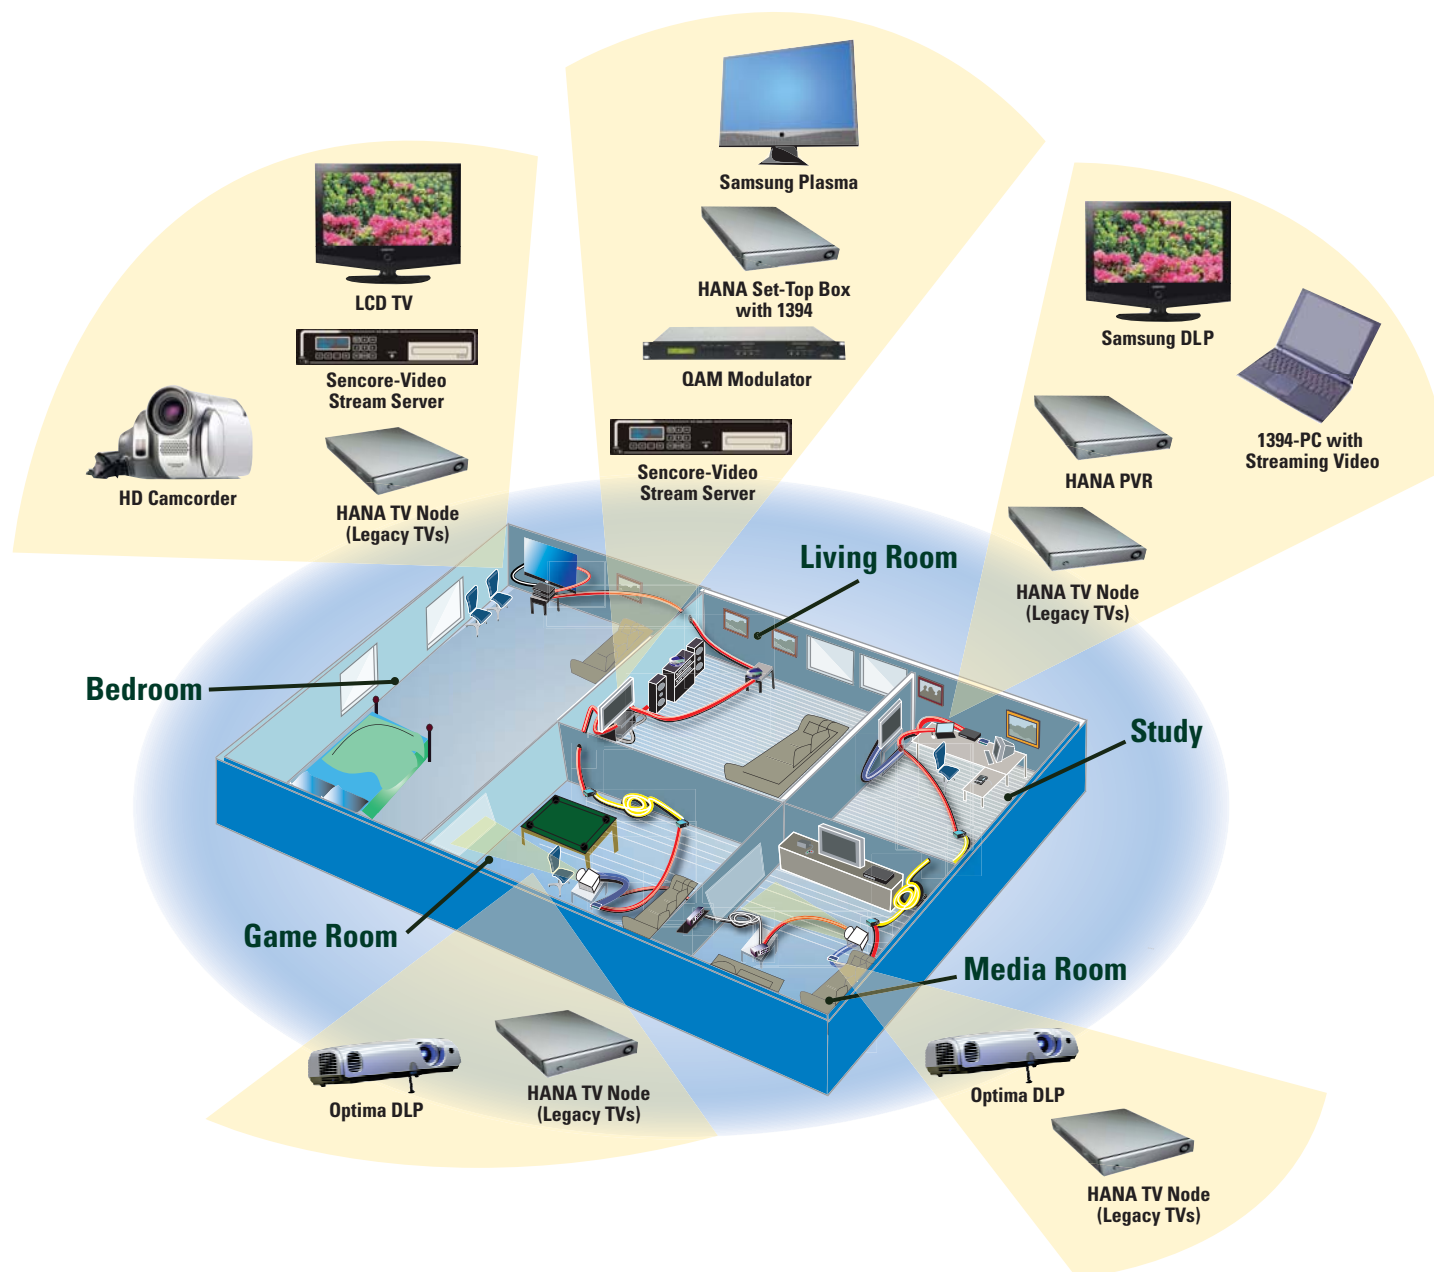 Samsung Plasma
HANA Set-Top Box
with 1394
QAM Modulator
Sencore-Video
Stream Server
LCD TV
Sencore-Video
Stream Server
HD Camcorder
HANA TV Node
(Legacy TVs)
Samsung DLP
1394-PC with
Streaming Video
HANA PVR
HANA TV Node
(Legacy TVs)
Living Room
Bedroom
Study
Game Room
Media Room
Optima DLP
HANA TV Node
(Legacy TVs)
Optima DLP
HANA TV Node
(Legacy TVs)